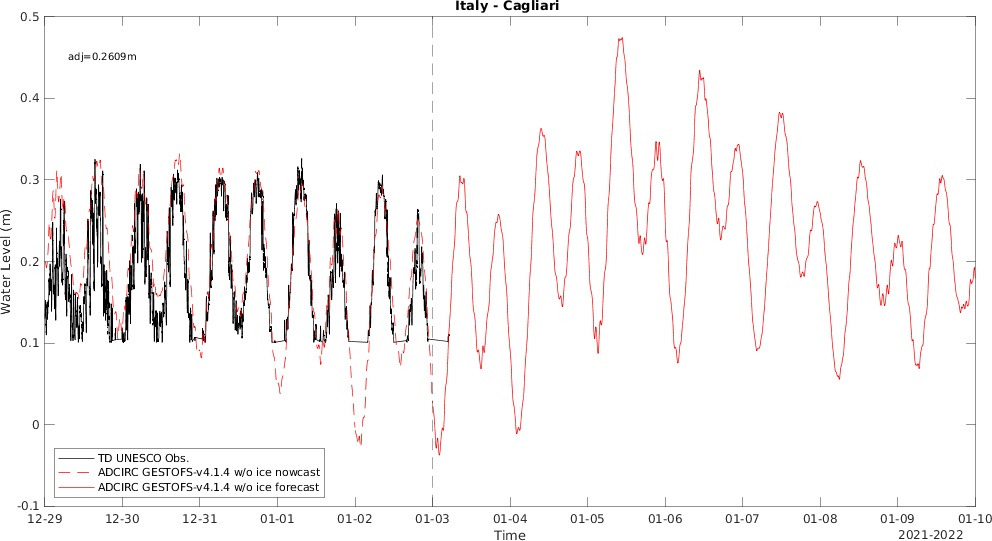 Italy - Cagliari
0.5
adj=0.2609m
0.4
0.3
Water Level (m)
0.2
0.1
0
TD UNESCO Obs.
ADCIRC GESTOFS-v4.1.4 w/o ice nowcast
ADCIRC GESTOFS-v4.1.4 w/o ice forecast
-0.1
12-29 12-30 12-31 01-01 01-02 01-03 01-04 01-05 01-06 01-07 01-08 01-09 01-10
Time
2021-2022